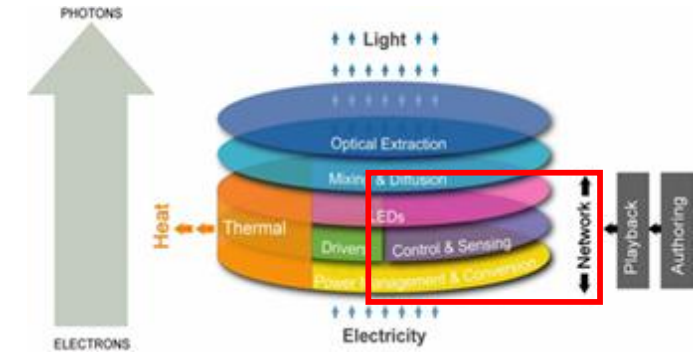 PHOTONS
Light
Optical Extraction
Mixing & Diffusion
LEDs
Heat
Thermal
Drivers
Control & Sensing
Power Management & Conversion
Network
Playback
Authoring
Electricity
ELECTRONS